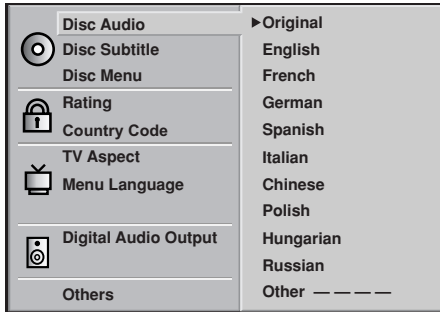 Disc Audio
Disc Subtitle
Disc Menu
Rating
Country Code
TV Aspect
Menu Language
Digital Audio Output
Others
Original
English
French
German
Spanish
Italian
Chinese
Polish
Hungarian
Russian
Other — — — —